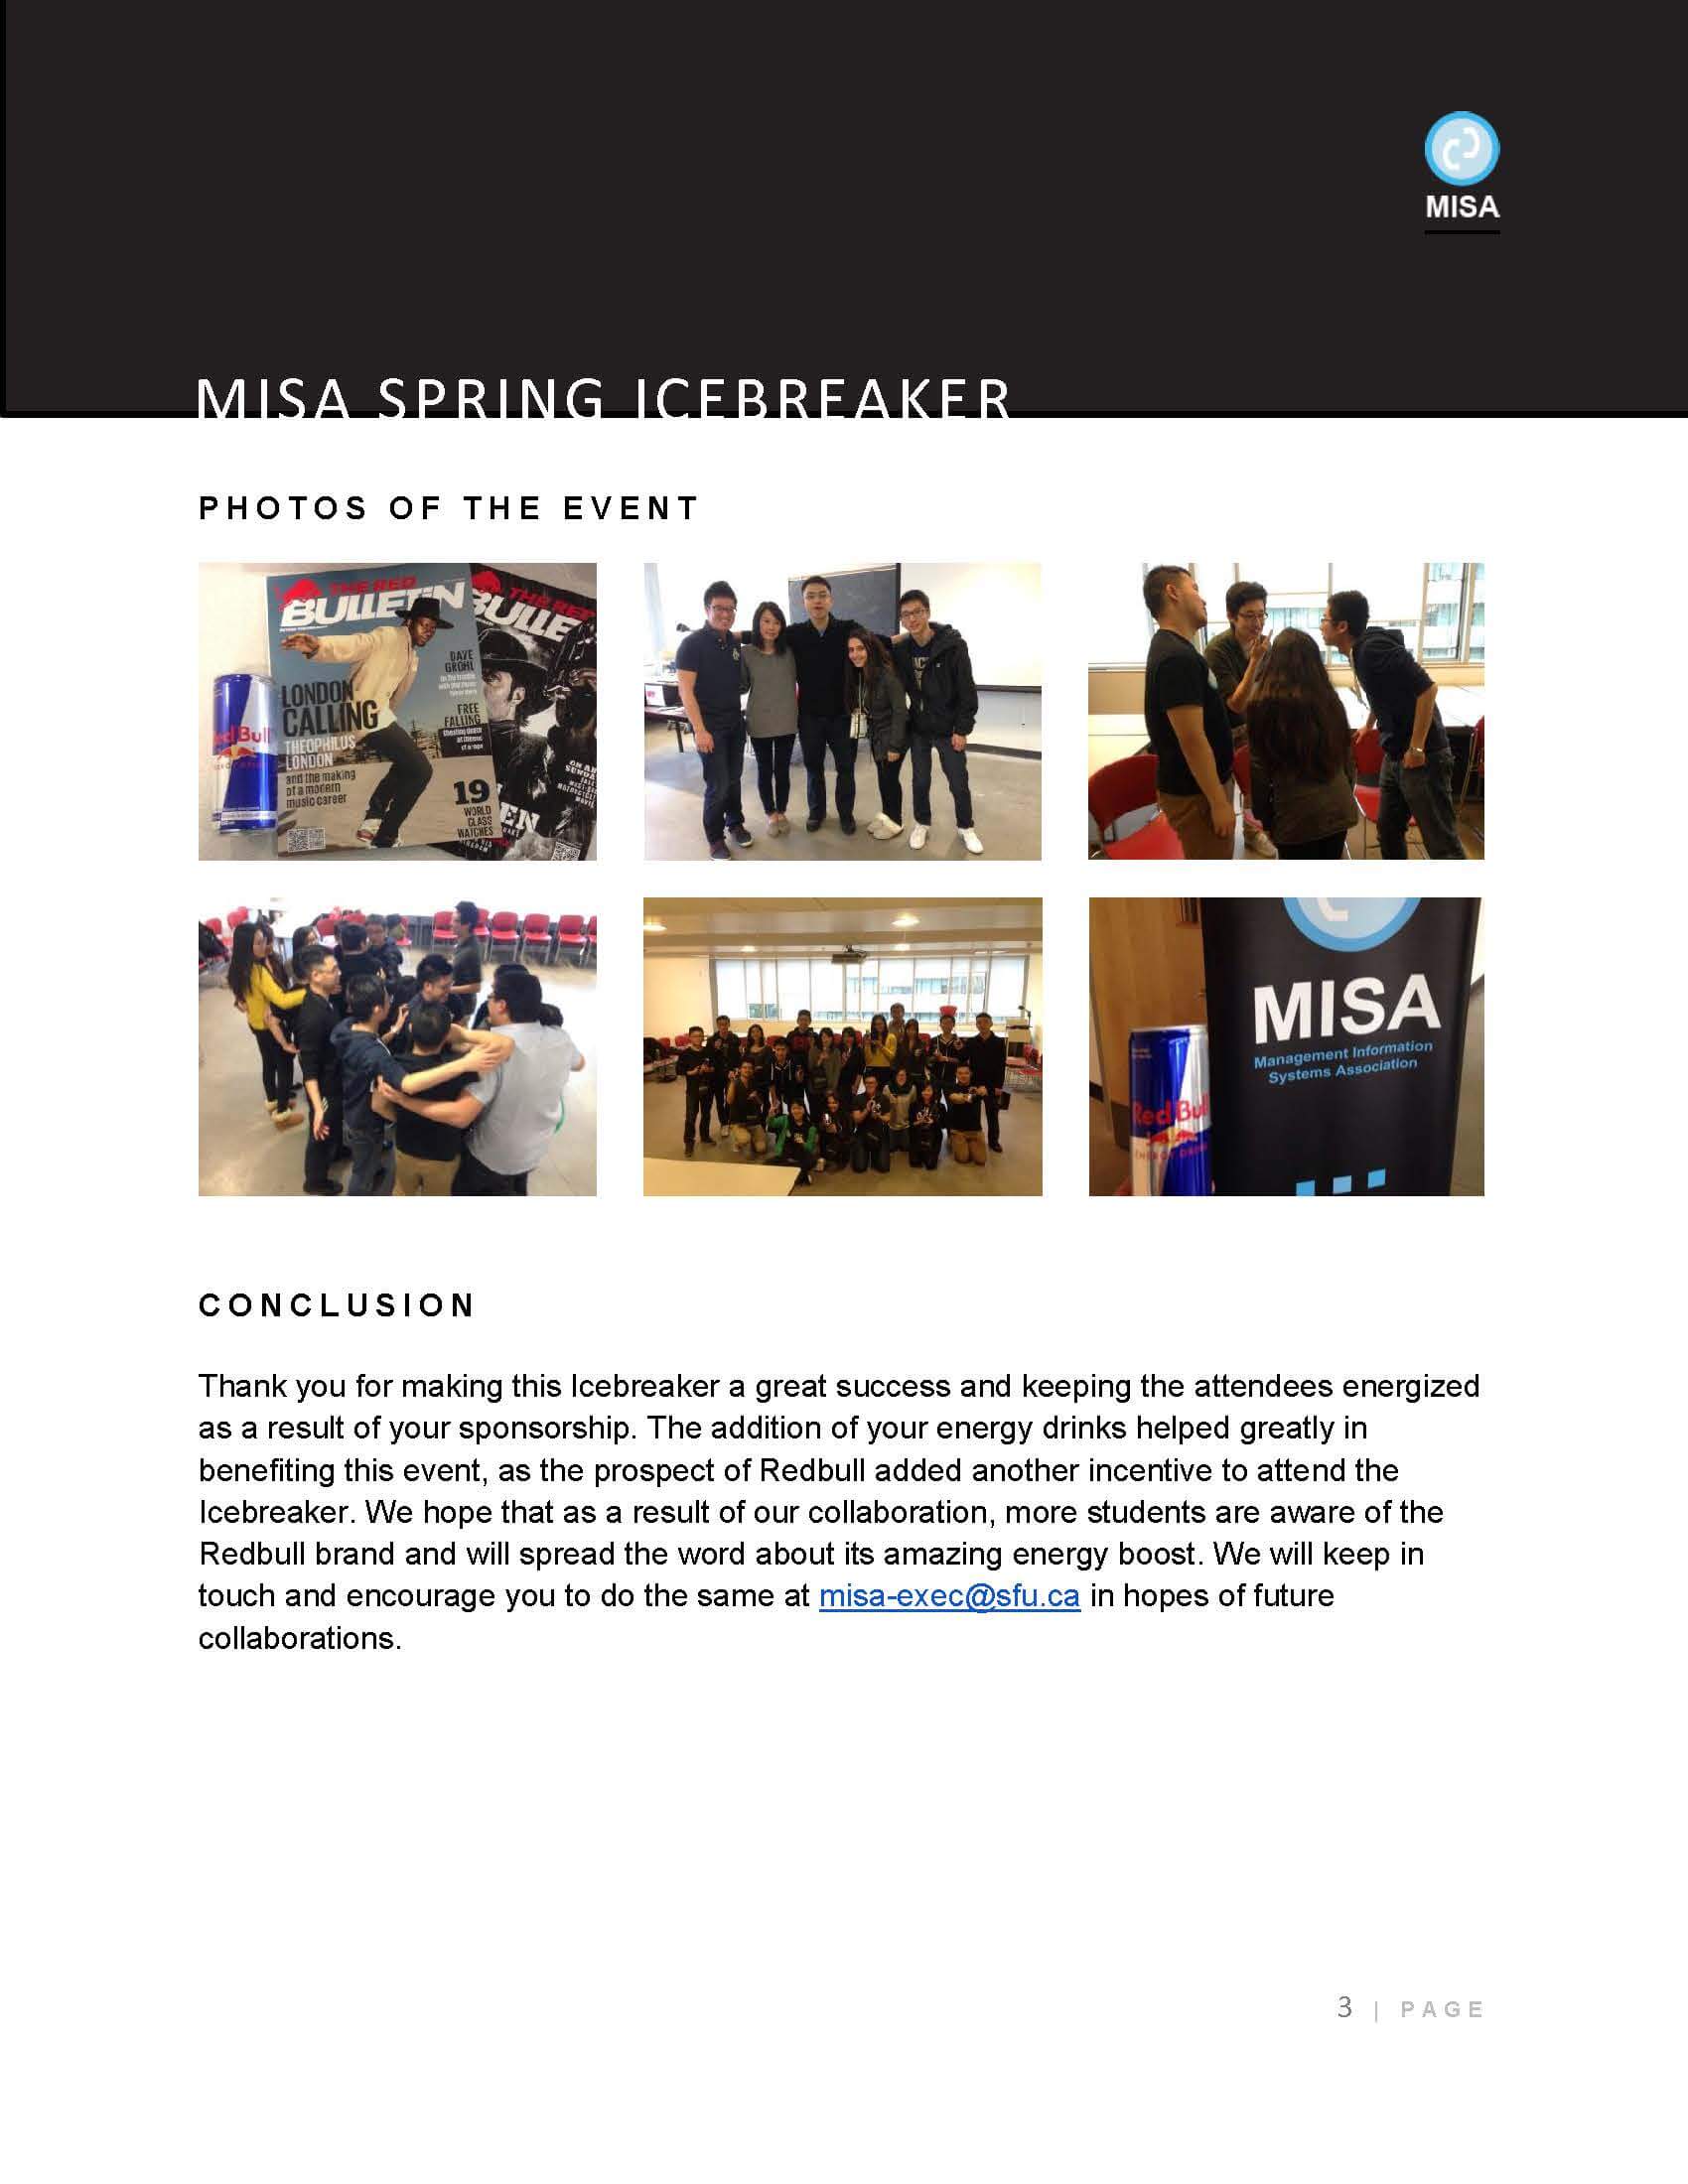 MISA
MISA SPRING ICEBREAKER
PHOTOS OF THE EVENT
THE RED
BULLETIN
DAVE
GROHL
LONDON
CALLING
FREE
FALLING
THEOPHILUS
LONDON
and the making
of a modern
music career
19
WORLD
CLASS
WATCHES
THE RED
BULLE
EN
RedBull
MISA
Management Information
Systems Association
Red Bul
CONCLUSION
Thank you for making this Icebreaker a great success and keeping the attendees energized
as a result of your sponsorship. The addition of your energy drinks helped greatly in
benefiting this event, as the prospect of Redbull added another incentive to attend the
Icebreaker. We hope that as a result of our collaboration, more students are aware of the
Redbull brand and will spread the word about its amazing energy boost. We will keep in
touch and encourage you to do the same at misa-exec@sfu.ca in hopes of future
collaborations.
3 | PAGE